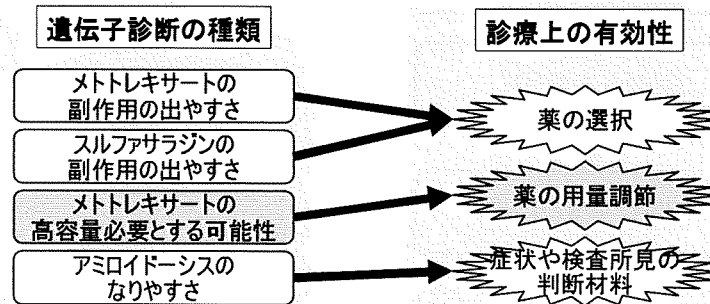 遺伝子診断の種類
診療上の有効性
メトトレキサートの
副作用の出やすさ
スルファサラジンの
副作用の出やすさ
メトトレキサートの
高容量必要とする可能性
アミロイドーシスの
なりやすさ
薬の選択
薬の用量調節
症状や検査所見の
判断材料